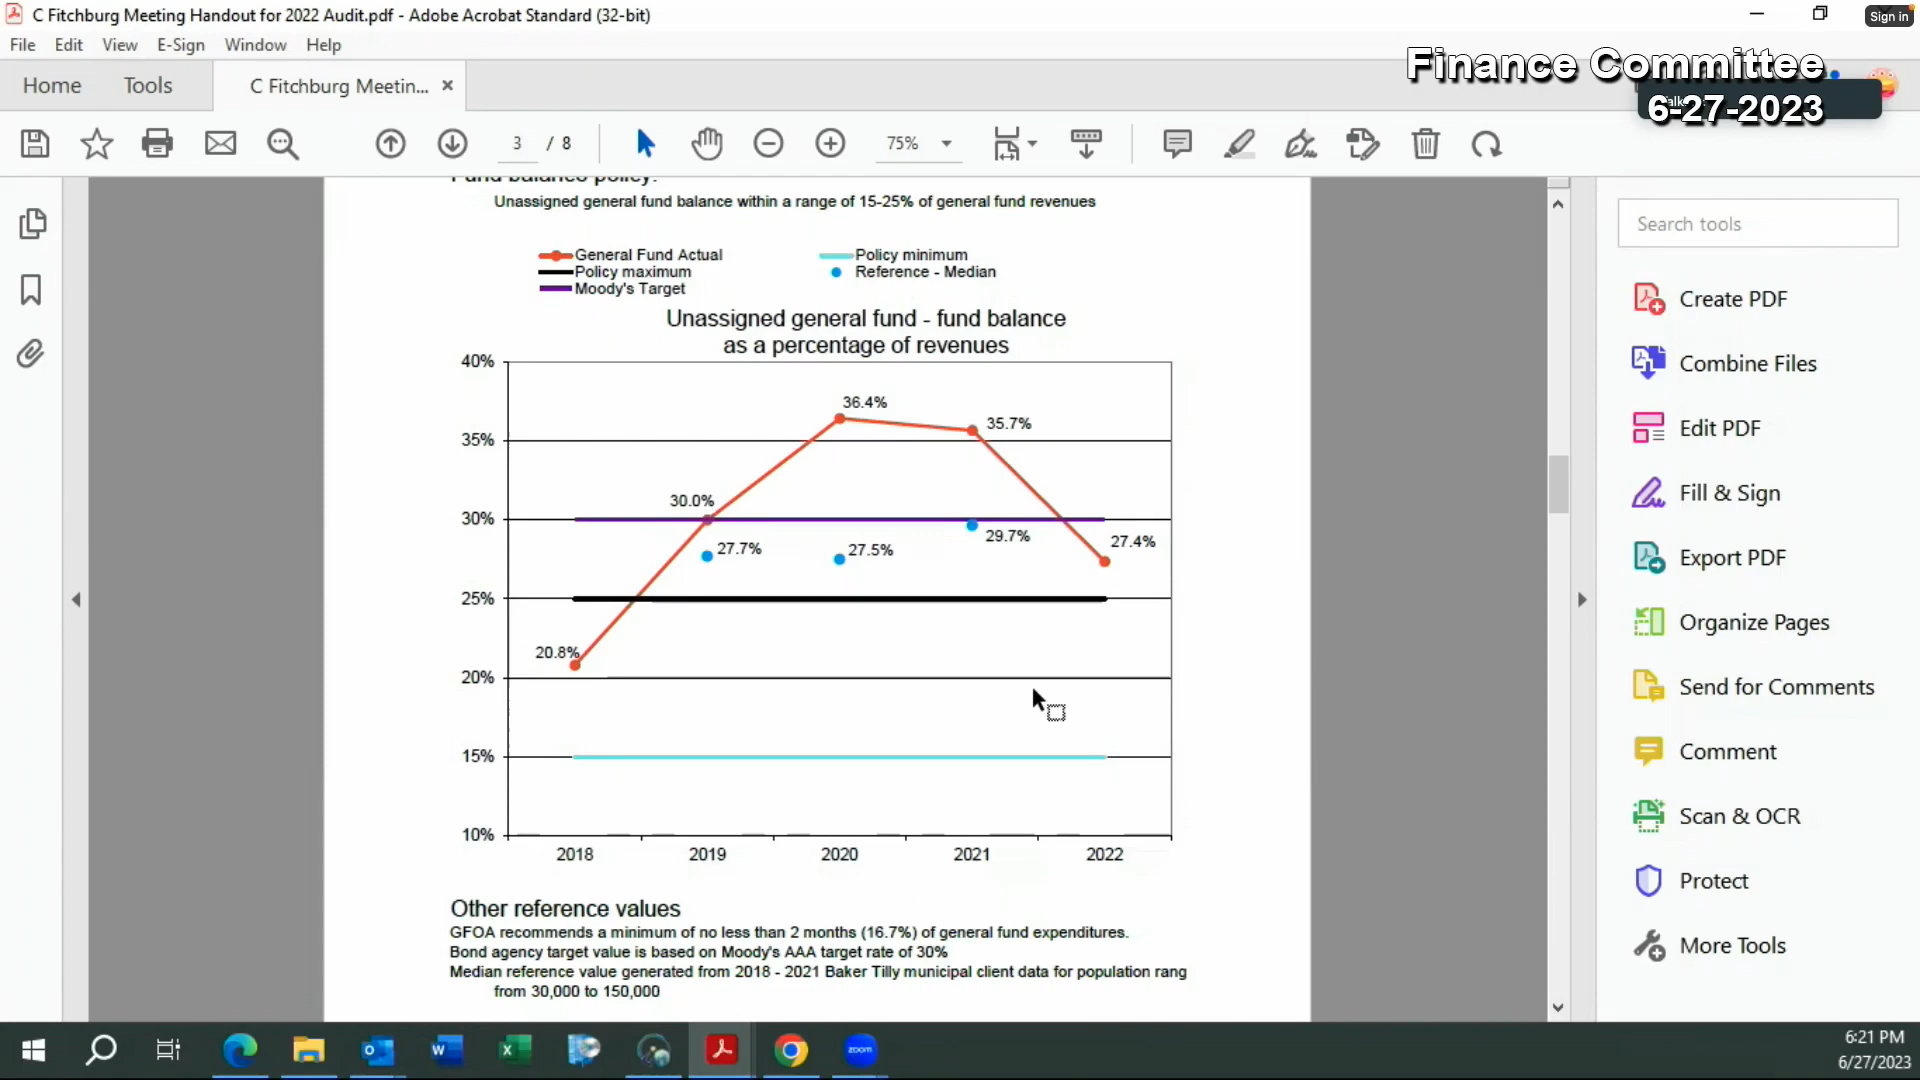 C Fitchburg Meeting Handout for 2022 Audit.pdf - Adobe Acrobat Standard (32-bit)
Sign in
File Edit View E-Sign Window Help
Finance Committee
6-27-2023
Home Tools C Fitchburg Meetin... ×
3 / 8 75%
Fund balance policy:
Unassigned general fund balance within a range of 15-25% of general fund revenues
General Fund Actual Policy minimum
Policy maximum Reference - Median
Moody's Target
Unassigned general fund - fund balance
as a percentage of revenues
40%
36.4%
35.7%
35%
30.0%
30%
29.7%
27.4%
27.7%
27.5%
25%
20.8%
20%
15%
10%
2018 2019 2020 2021 2022
Other reference values
GFOA recommends a minimum of no less than 2 months (16.7%) of general fund expenditures.
Bond agency target value is based on Moody's AAA target rate of 30%
Median reference value generated from 2018 - 2021 Baker Tilly municipal client data for population rang
from 30,000 to 150,000
Search tools
Create PDF
Combine Files
Edit PDF
Fill & Sign
Export PDF
Organize Pages
Send for Comments
Comment
Scan & OCR
Protect
More Tools
zoom
6:21 PM
6/27/2023